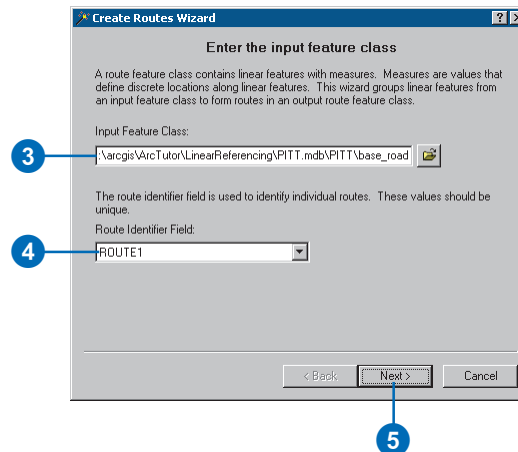 Create Routes Wizard
Enter the input feature class
A route feature class contains linear features with measures. Measures are values that
define discrete locations along linear features. This wizard groups linear features from
an input feature class to form routes in an output route feature class.
Input Feature Class:
3
:\arcgis\ArcTutor\LinearReferencing\PITT.mdb\PITT\base_road
The route identifier field is used to identify individual routes. These values should be
unique.
Route Identifier Field:
4
ROUTE1
< Back
Next >
Cancel
5